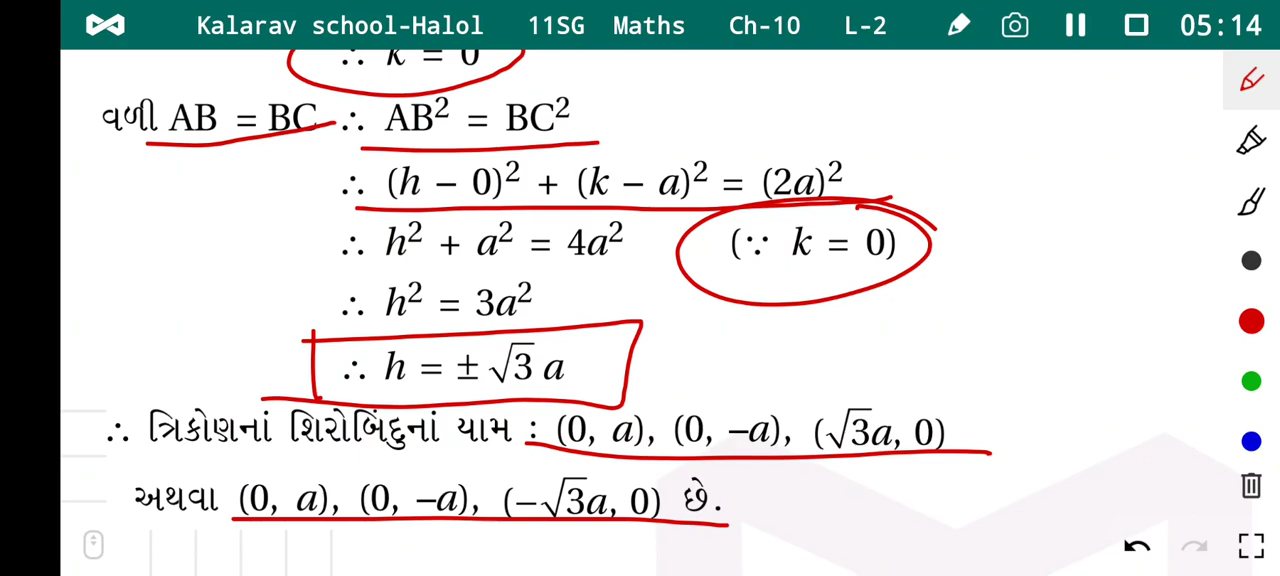 Kalarav school-Halol 11SG Maths Ch-10 L-2 05:14
∴ k = 0
વળી AB = BC ∴ AB² = BC²
∴ (h − 0)² + (k − a)² = (2a)²
∴ h² + a² = 4a² (∵ k = 0)
∴ h² = 3a²
∴ h = ± √3 a
∴ ત્રિકોણનાં શિરોબિંદુનાં યામ : (0, a), (0, −a), (√3a, 0)
અથવા (0, a), (0, −a), (−√3a, 0) છે.